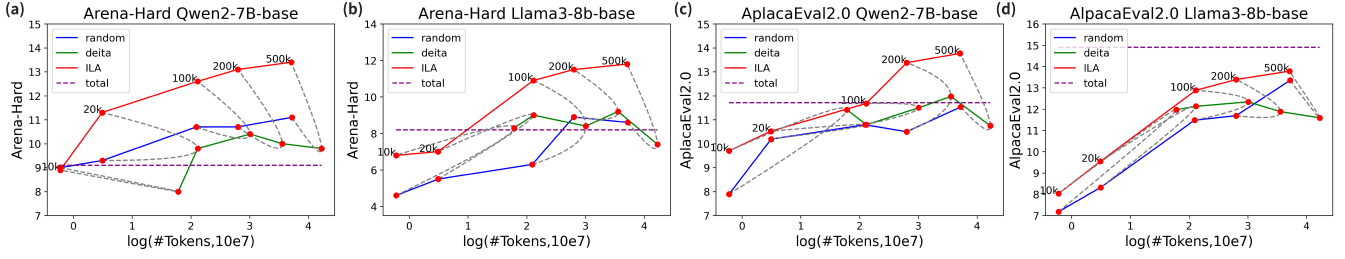 (a)
Arena-Hard Qwen2-7B-base
15
14
13
12
11
10
9
8
7
Arena-Hard
random
deita
ILA
total
10k
20k
100k
200k
500k
0
1
2
3
4
log(#Tokens,10e7)
(b)
Arena-Hard Llama3-8b-base
14
12
10
8
6
4
Arena-Hard
random
deita
ILA
total
10k
20k
100k
200k
500k
0
1
2
3
4
log(#Tokens,10e7)
(c)
AplacaEval2.0 Qwen2-7B-base
15
14
13
12
11
10
9
8
7
AplacaEval2.0
random
deita
ILA
total
10k
20k
100k
200k
500k
0
1
2
3
4
log(#Tokens,10e7)
(d)
AlpacaEval2.0 Llama3-8b-base
16
15
14
13
12
11
10
9
8
7
AlpacaEval2.0
random
deita
ILA
total
10k
20k
100k
200k
500k
0
1
2
3
4
log(#Tokens,10e7)